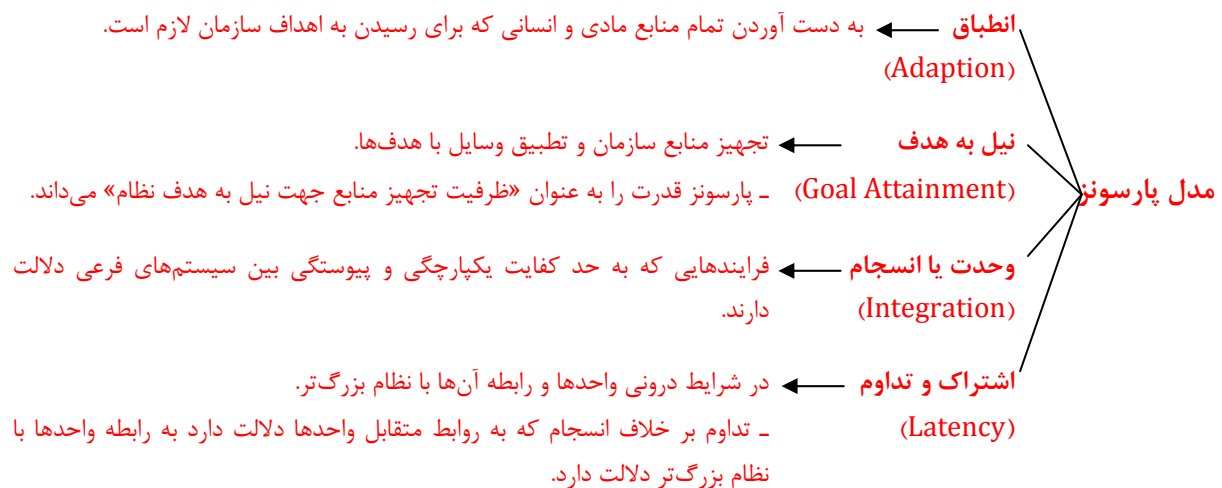 مدل پارسونز
انطباق
(Adaption)
به دست آوردن تمام منابع مادی و انسانی که برای رسیدن به اهداف سازمان لازم است.
نیل به هدف
(Goal Attainment)
تجهیز منابع سازمان و تطبیق وسایل با هدف‌ها.
ـ پارسونز قدرت را به عنوان «ظرفیت تجهیز منابع جهت نیل به هدف نظام» می‌داند.
وحدت یا انسجام
(Integration)
فرایندهایی که به حد کفایت یکپارچگی و پیوستگی بین سیستم‌های فرعی دلالت
دارند.
اشتراک و تداوم
(Latency)
در شرایط درونی واحدها و رابطه آن‌ها با نظام بزرگ‌تر.
ـ تداوم بر خلاف انسجام که به روابط متقابل واحدها دلالت دارد به رابطه واحدها با
نظام بزرگ‌تر دلالت دارد.